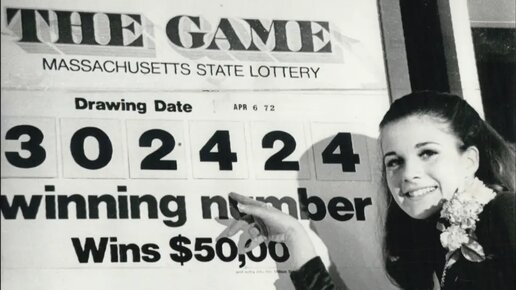 THE GAME
MASSACHUSETTS STATE LOTTERY
Drawing Date APR 6 72
302424
winning number
Wins $50,00